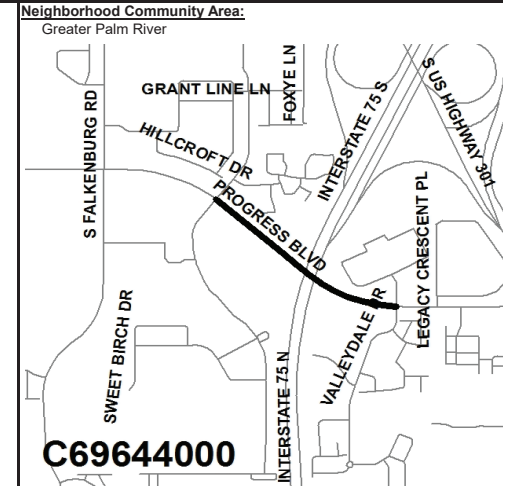 Neighborhood Community Area:
Greater Palm River
GRANT LINE LN
FOXYE LN
S FALKENBURG RD
HILLCROFT DR
INTERSTATE 75 S
S US HIGHWAY 301
PROGRESS BLVD
LEGACY CRESCENT PL
VALLEYDALE DR
SWEET BIRCH DR
INTERSTATE 75 N
C69644000